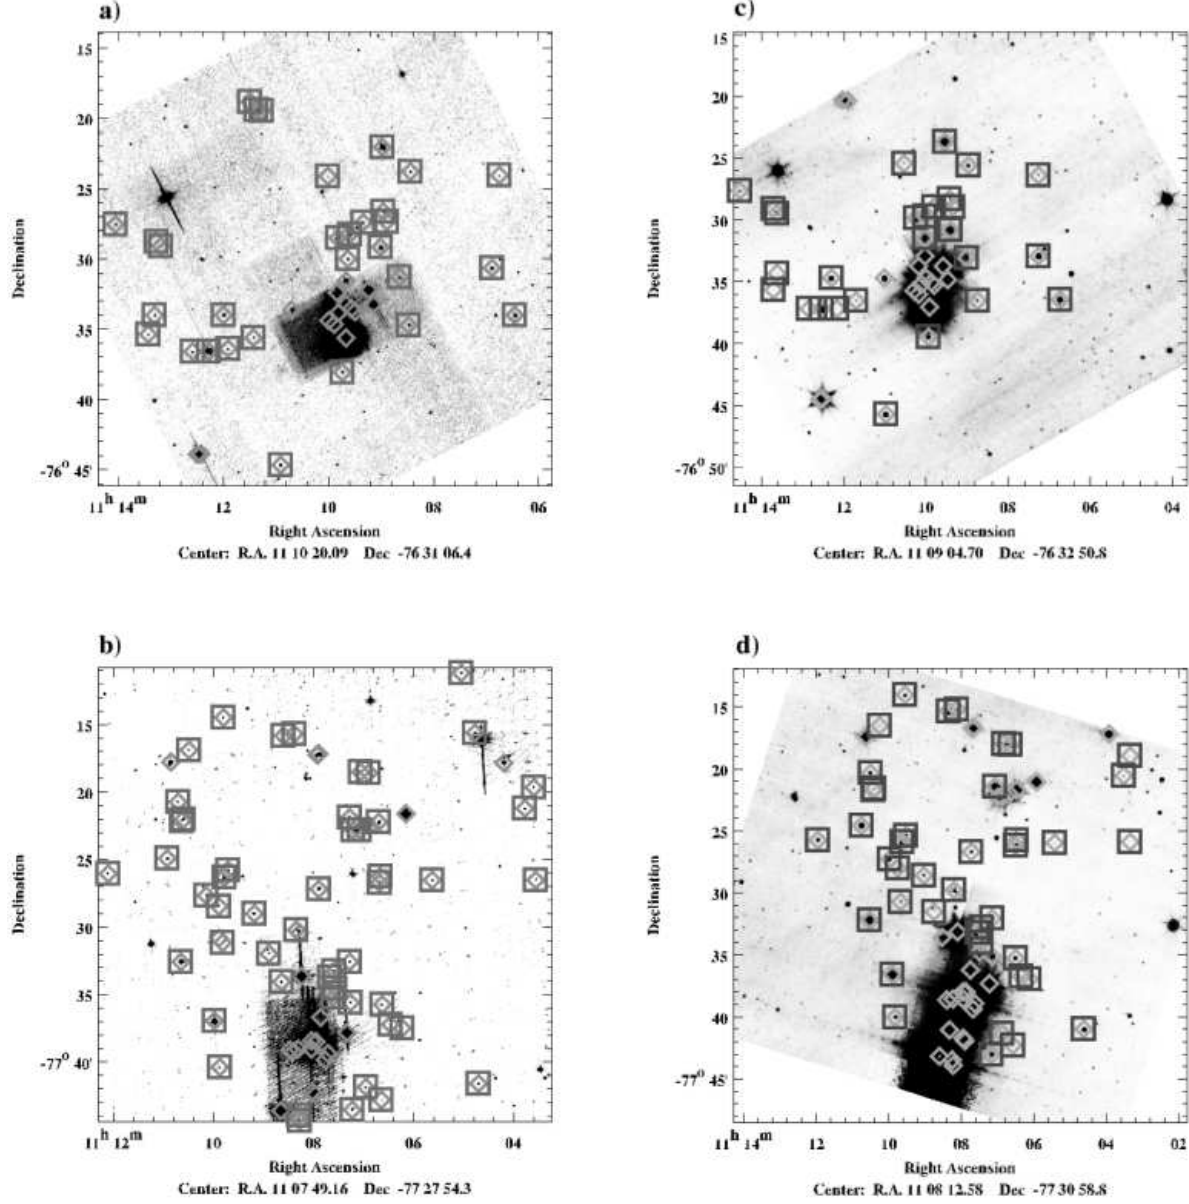 a)
15
20
25
30
35
40
-76° 45'
Declination
11ʰ 14ᵐ
12
10
08
06
Right Ascension
Center: R.A. 11 10 20.09 Dec -76 31 06.4
c)
20
25
30
35
40
45
-76° 50'
Declination
11ʰ 14ᵐ
12
10
08
06
04
Right Ascension
Center: R.A. 11 09 04.70 Dec -76 32 50.8
b)
15
20
25
30
35
-77° 40'
Declination
11ʰ 12ᵐ
10
08
06
04
Right Ascension
Center: R.A. 11 07 49.16 Dec -77 27 54.3
d)
15
20
25
30
35
40
-77° 45'
Declination
11ʰ 14ᵐ
12
10
08
06
04
02
Right Ascension
Center: R.A. 11 08 12.58 Dec -77 30 58.8